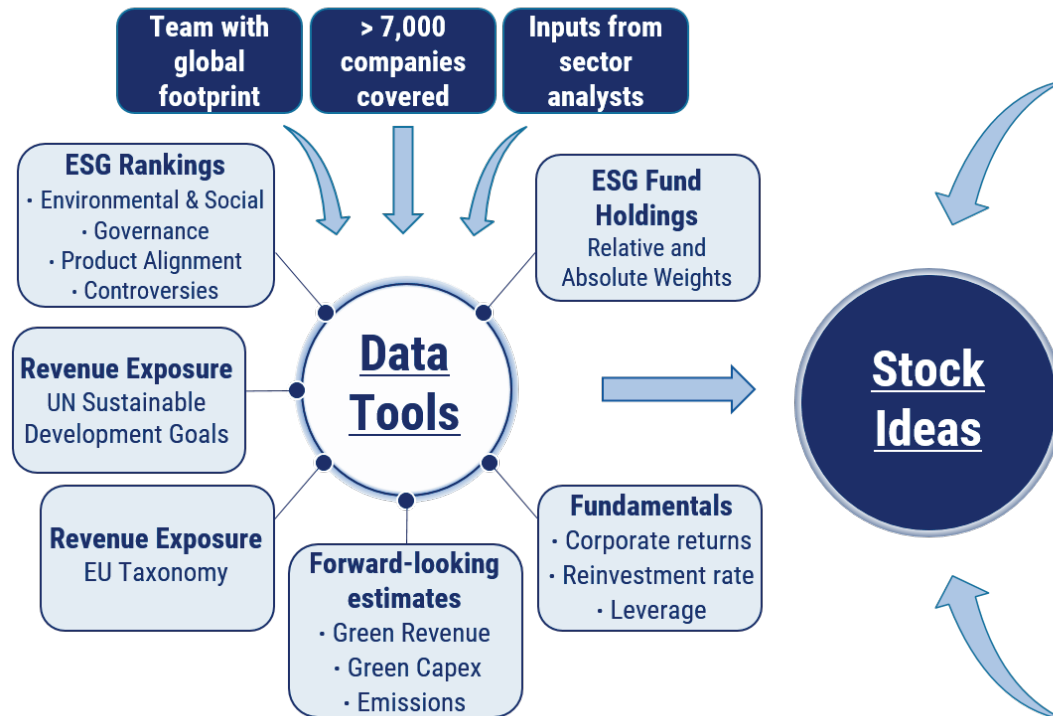 Team with
global
footprint
> 7,000
companies
covered
Inputs from
sector
analysts
ESG Rankings
· Environmental & Social
· Governance
· Product Alignment
· Controversies
ESG Fund
Holdings
Relative and
Absolute Weights
Data
Tools
Revenue Exposure
UN Sustainable
Development Goals
Stock
Ideas
Revenue Exposure
EU Taxonomy
Forward-looking
estimates
· Green Revenue
· Green Capex
· Emissions
Fundamentals
· Corporate returns
· Reinvestment rate
· Leverage